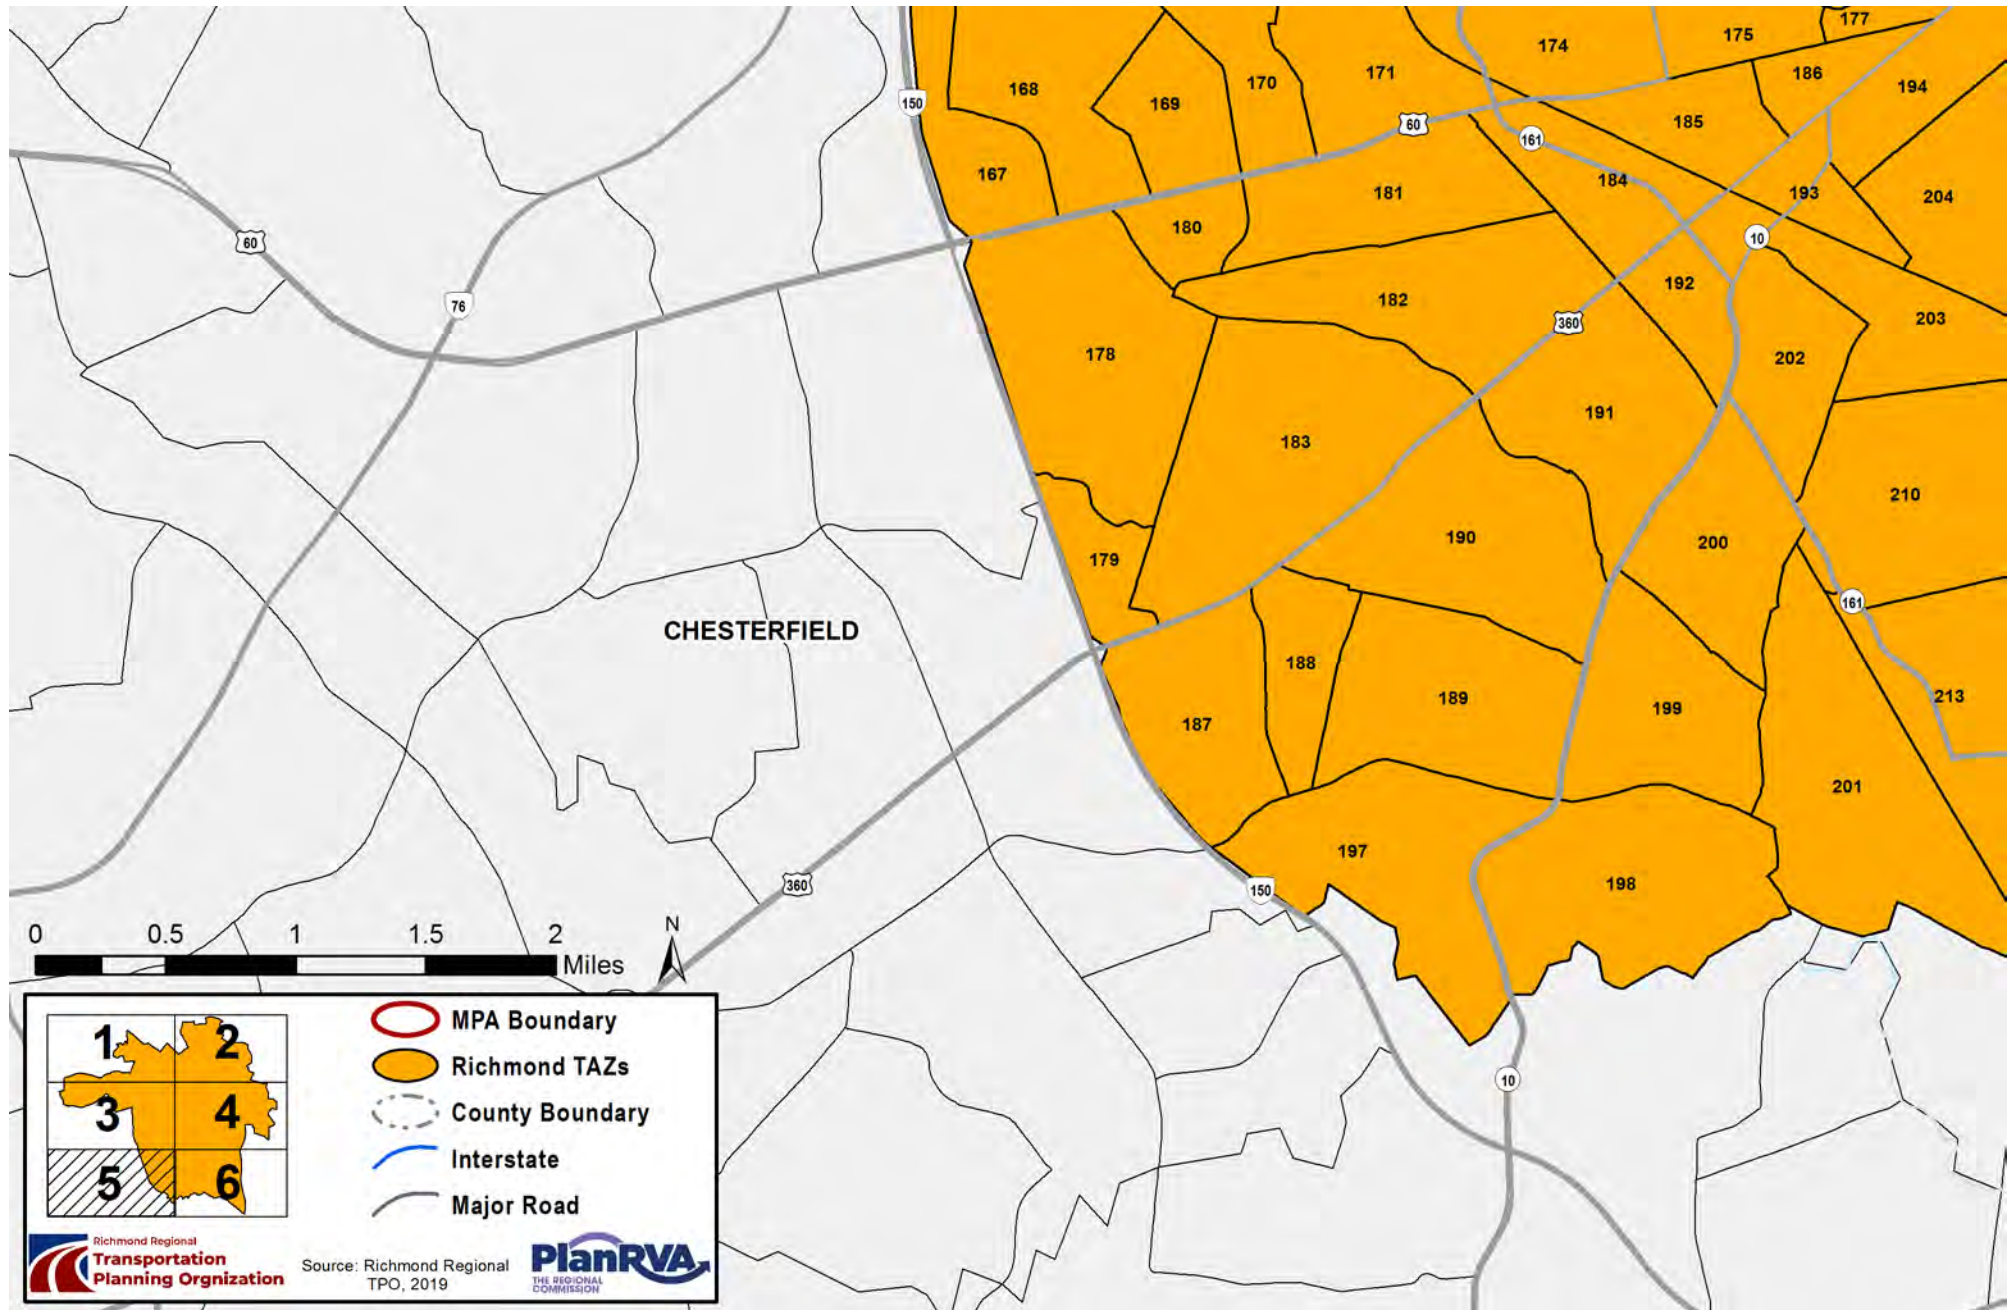 177
175
174
186
194
171
170
168
169
150
185
60
161
167
184
181
193
204
180
10
60
192
182
76
203
360
178
202
191
183
210
190
200
179
161
CHESTERFIELD
188
213
189
199
187
201
197
198
360
150
N
0 0.5 1 1.5 2
Miles
10
1 2
3 4
5 6
MPA Boundary
Richmond TAZs
County Boundary
Interstate
Major Road
Richmond Regional
Transportation
Planning Orgnization
Source: Richmond Regional
TPO, 2019
PlanRVA
THE REGIONAL
COMMISSION